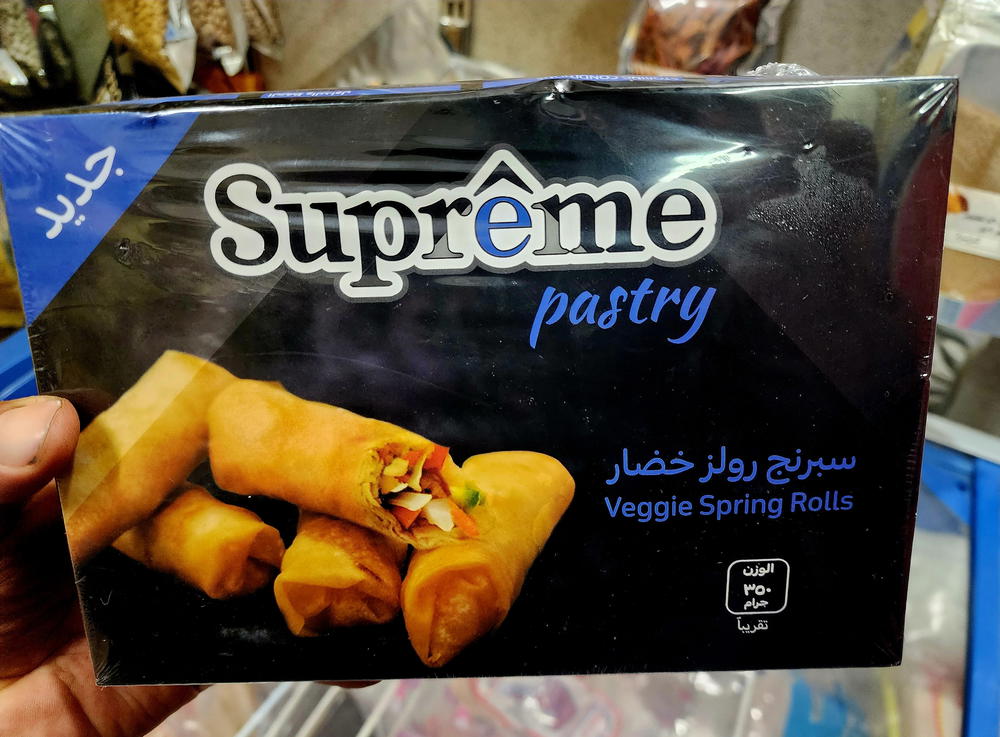 جديد
Suprême
pastry
سبرنج رولز خضار
Veggie Spring Rolls
الوزن
٣٥٠
جرام
تقريباً